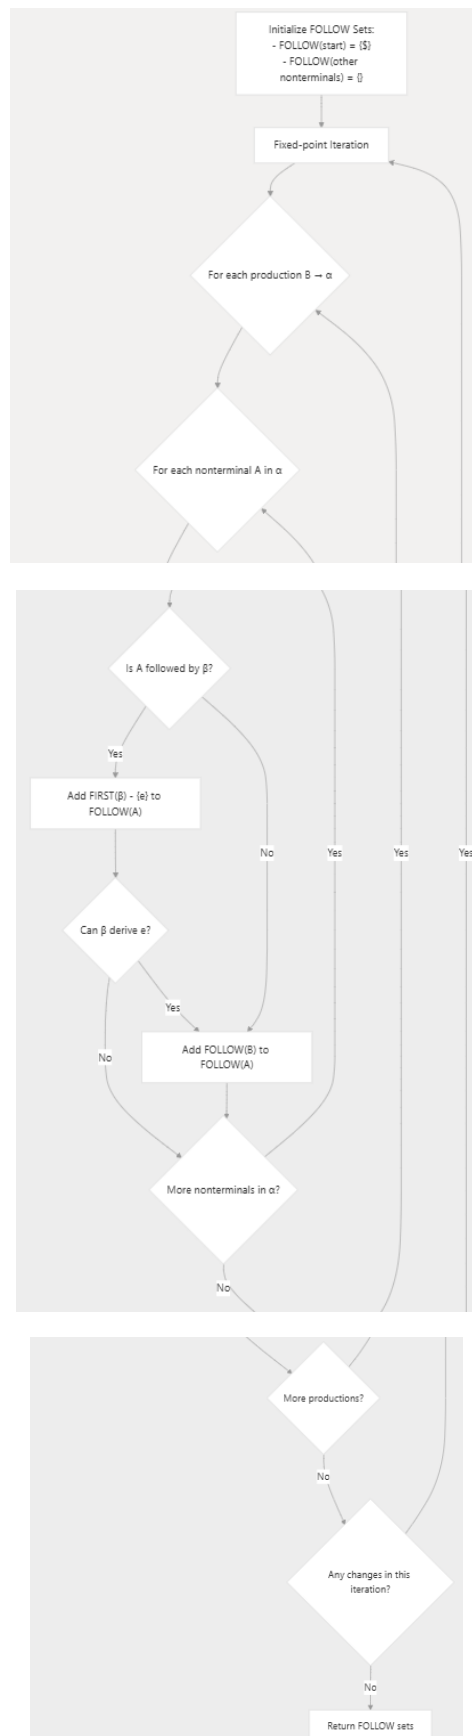 Initialize FOLLOW Sets:
- FOLLOW(start) = {$}
- FOLLOW(other
nonterminals) = {}
Fixed-point Iteration
For each production B → α
For each nonterminal A in α
Is A followed by β?
Yes
Add FIRST(β) - {e} to
FOLLOW(A)
No
Yes
Yes
Yes
Can β derive e?
Yes
No
Add FOLLOW(B) to
FOLLOW(A)
More nonterminals in α?
No
More productions?
No
Any changes in this
iteration?
No
Return FOLLOW sets